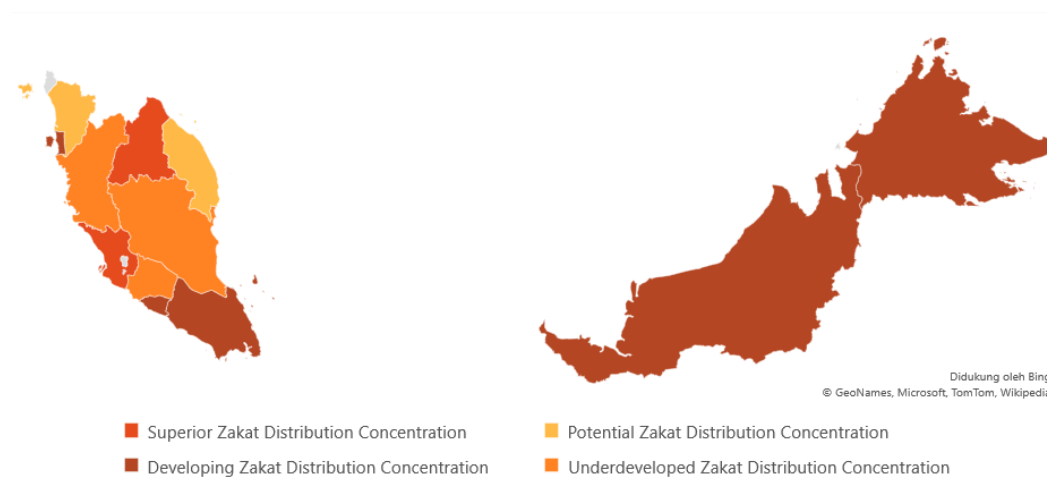 Didukung oleh Bing
© GeoNames, Microsoft, TomTom, Wikipedia
Superior Zakat Distribution Concentration
Potential Zakat Distribution Concentration
Developing Zakat Distribution Concentration
Underdeveloped Zakat Distribution Concentration